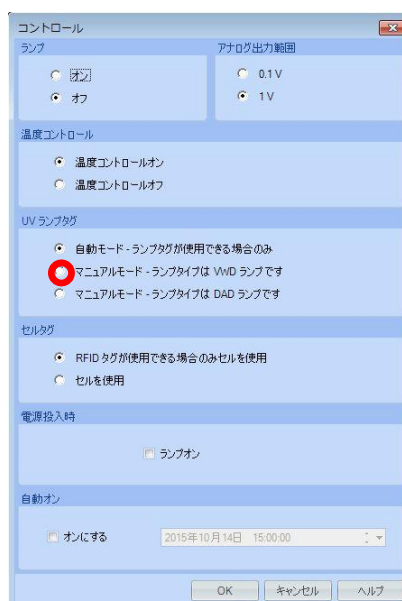 コントロール
ランプ
オン
オフ
アナログ出力範囲
0.1 V
1 V
温度コントロール
温度コントロールオン
温度コントロールオフ
UV ランプタグ
自動モード - ランプタグが使用できる場合のみ
マニュアルモード - ランプタイプは VWD ランプです
マニュアルモード - ランプタイプは DAD ランプです
セルタグ
RFID タグが使用できる場合のみセルを使用
セルを使用
電源投入時
ランプオン
自動オン
オンにする
2015年10月14日 15:00:00
OK
キャンセル
ヘルプ